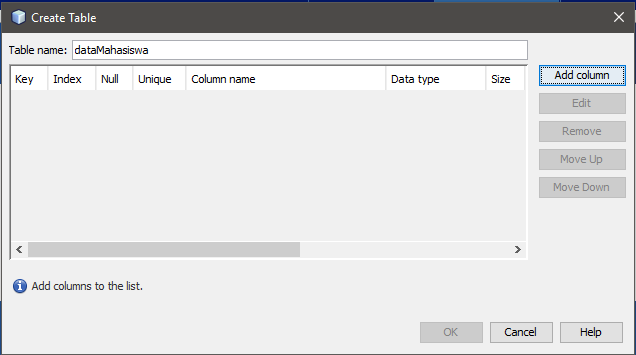 Create Table
Table name: dataMahasiswa
Key Index Null Unique Column name Data type Size
Add column
Edit
Remove
Move Up
Move Down
Add columns to the list.
OK Cancel Help